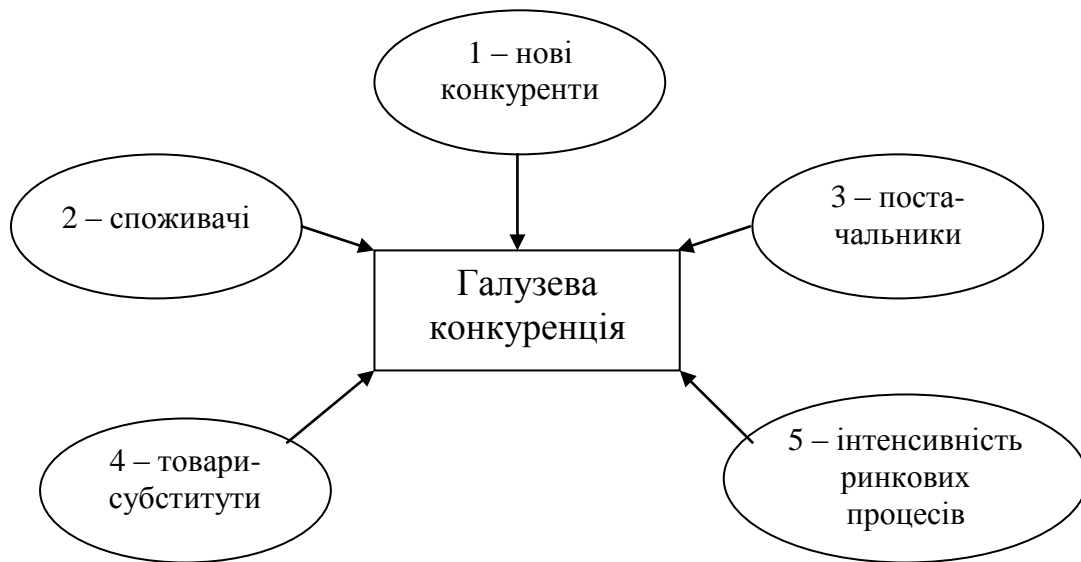 1 – нові
конкуренти
2 – споживачі
3 – поста-
чальники
Галузева
конкуренція
4 – товари-
субститути
5 – інтенсивність
ринкових
процесів